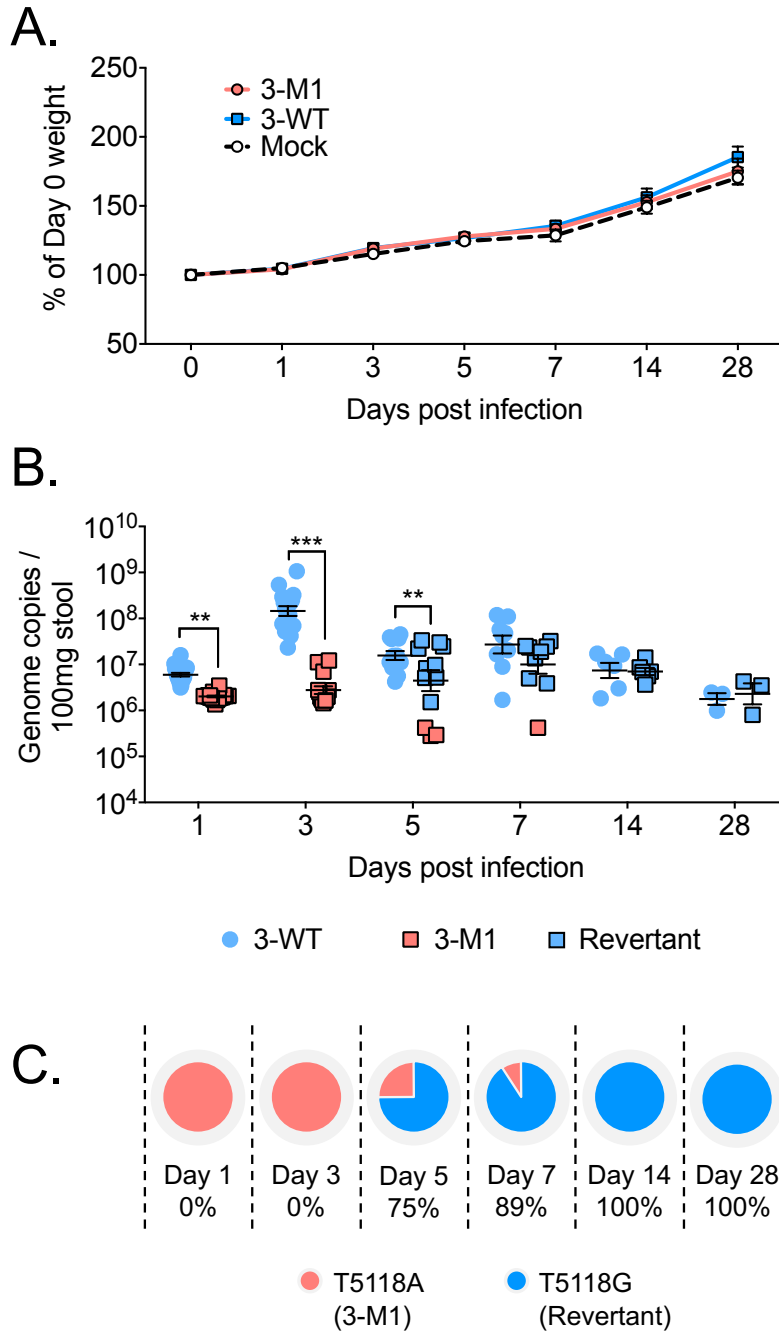 A.
% of Day 0 weight
250
200
150
100
50
3-M1
3-WT
Mock
0 1 3 5 7 14 28
Days post infection
B.
Genome copies /
100mg stool
10^10
10^9
10^8
10^7
10^6
10^5
10^4
** *** **
1 3 5 7 14 28
Days post infection
3-WT 3-M1 Revertant
C.
Day 1 Day 3 Day 5 Day 7 Day 14 Day 28
0% 0% 75% 89% 100% 100%
T5118A T5118G
(3-M1) (Revertant)